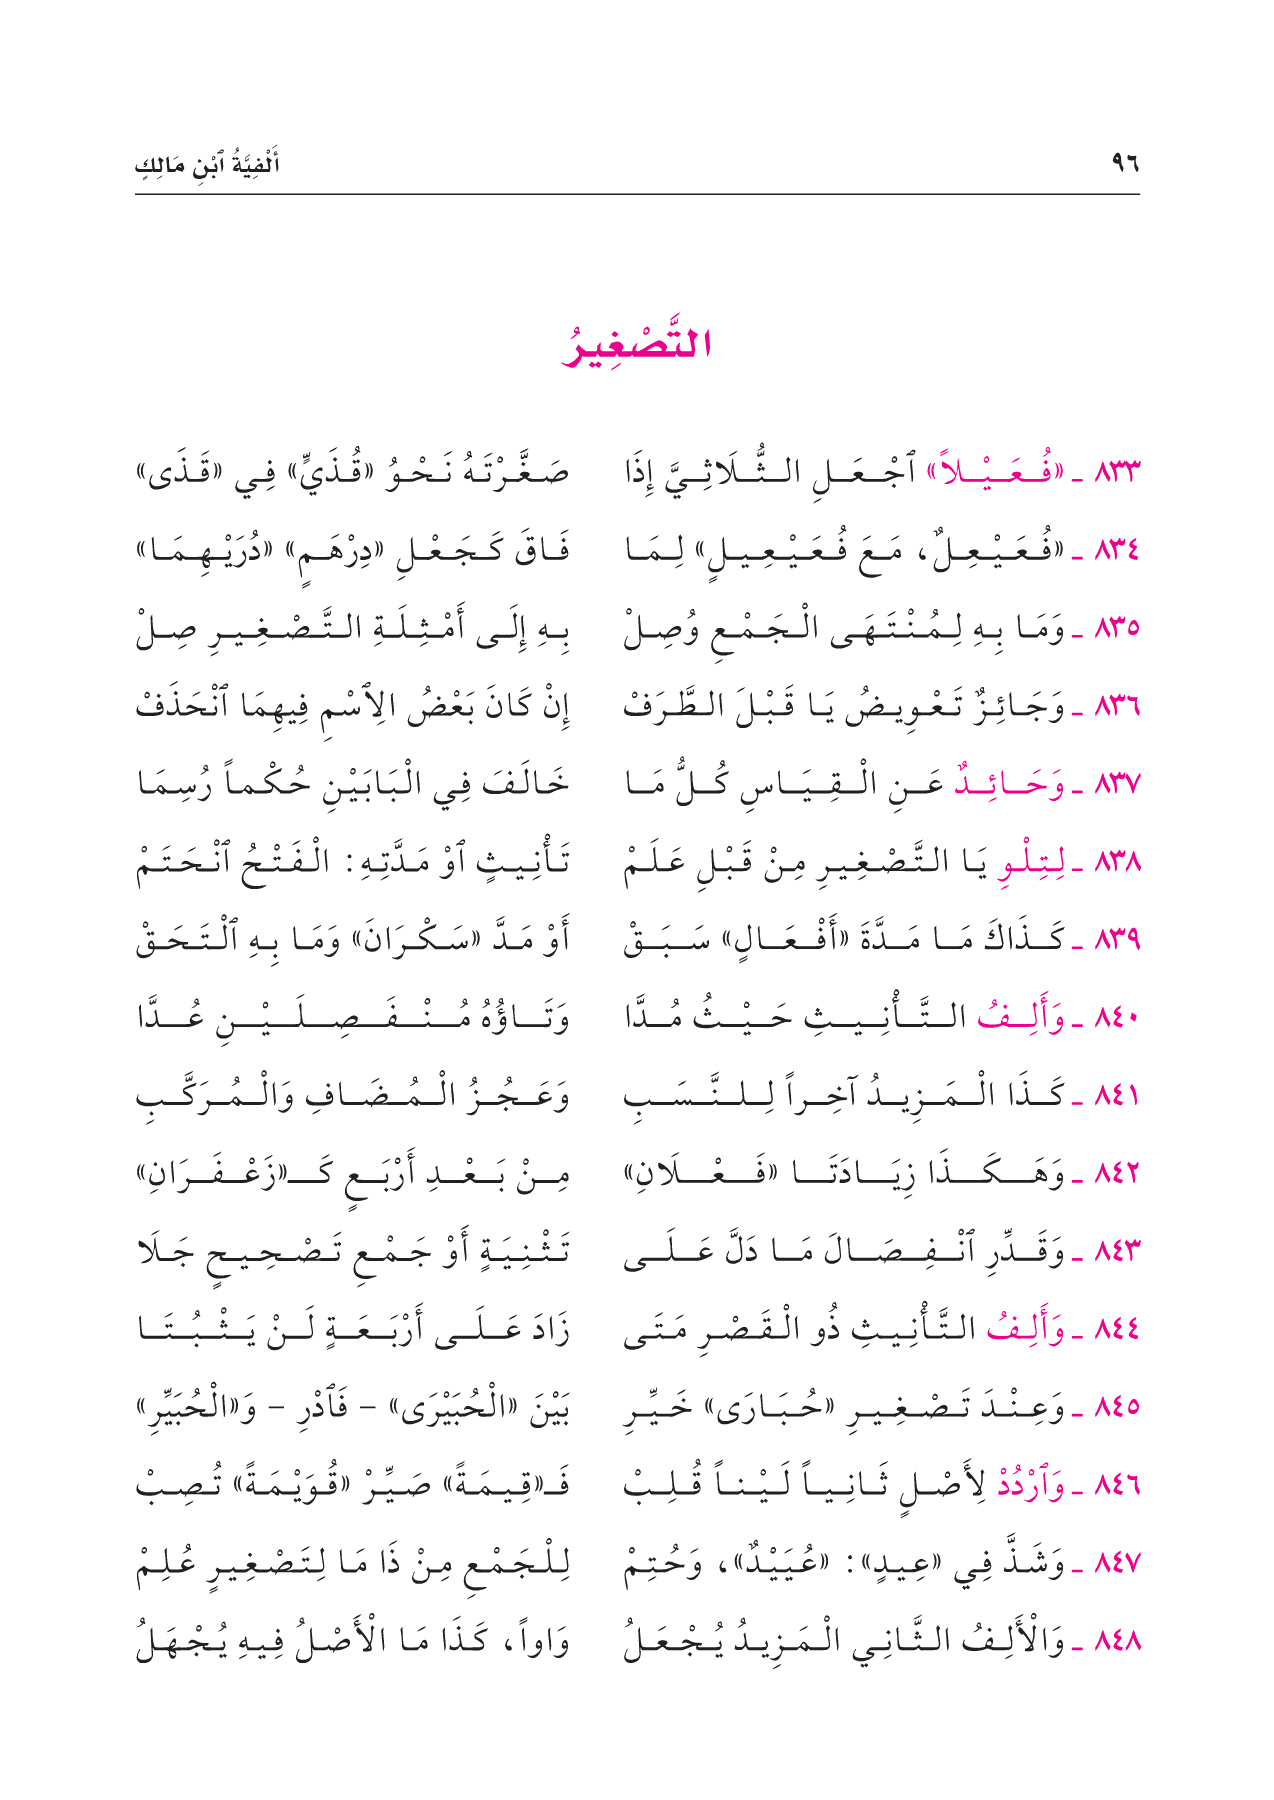 ٩٦ أَلْفِيَّةُ ٱبْنِ مَالِكٍ
التَّصْغِيرُ
٨٣٣ ـ «فُعَيْلاً» ٱجْعَلِ الثُّلَاثِيَّ إِذَا صَغَّرْتَهُ نَحْوُ «قُذَيٍّ» فِي «قَذَى»
٨٣٤ ـ «فُعَيْعِلٌ، مَعَ فُعَيْعِيلٍ» لِمَا فَاقَ كَجَعْلِ «دِرْهَمٍ» «دُرَيْهِمَا»
٨٣٥ ـ وَمَا بِهِ لِمُنْتَهَى الْجَمْعِ وُصِلْ بِهِ إِلَى أَمْثِلَةِ التَّصْغِيرِ صِلْ
٨٣٦ ـ وَجَائِزٌ تَعْوِيضُ يَا قَبْلَ الطَّرَفْ إِنْ كَانَ بَعْضُ الِٱسْمِ فِيهِمَا ٱنْحَذَفْ
٨٣٧ ـ وَحَائِدٌ عَنِ الْقِيَاسِ كُلُّ مَا خَالَفَ فِي الْبَابَيْنِ حُكْماً رُسِمَا
٨٣٨ ـ لِتِلْوِ يَا التَّصْغِيرِ مِنْ قَبْلِ عَلَمْ تَأْنِيثٍ ٱوْ مَدَّتِهِ: الْفَتْحُ ٱنْحَتَمْ
٨٣٩ ـ كَذَاكَ مَا مَدَّةَ «أَفْعَالٍ» سَبَقْ أَوْ مَدَّ «سَكْرَانَ» وَمَا بِهِ ٱلْتَحَقْ
٨٤٠ ـ وَأَلِفُ التَّأْنِيثِ حَيْثُ مُدَّا وَتَاؤُهُ مُنْفَصِلَيْنِ عُدَّا
٨٤١ ـ كَذَا الْمَزِيدُ آخِراً لِلنَّسَبِ وَعَجُزُ الْمُضَافِ وَالْمُرَكَّبِ
٨٤٢ ـ وَهَكَذَا زِيَادَتَا «فَعْلَانِ» مِنْ بَعْدِ أَرْبَعٍ كَـ«زَعْفَرَانِ»
٨٤٣ ـ وَقَدِّرِ ٱنْفِصَالَ مَا دَلَّ عَلَى تَثْنِيَةٍ أَوْ جَمْعِ تَصْحِيحٍ جَلَا
٨٤٤ ـ وَأَلِفُ التَّأْنِيثِ ذُو الْقَصْرِ مَتَى زَادَ عَلَى أَرْبَعَةٍ لَنْ يَثْبُتَا
٨٤٥ ـ وَعِنْدَ تَصْغِيرِ «حُبَارَى» خَيِّرِ بَيْنَ «الْحُبَيْرَى» - فَٱدْرِ - وَ«الْحُبَيِّرِ»
٨٤٦ ـ وَٱرْدُدْ لِأَصْلٍ ثَانِياً لَيْناً قُلِبْ فَـ«قِيمَةً» صَيِّرْ «قُوَيْمَةً» تُصِبْ
٨٤٧ ـ وَشَذَّ فِي «عِيدٍ»: «عُيَيْدٌ»، وَحُتِمْ لِلْجَمْعِ مِنْ ذَا مَا لِتَصْغِيرٍ عُلِمْ
٨٤٨ ـ وَالْأَلِفُ الثَّانِي الْمَزِيدُ يُجْعَلُ وَاواً، كَذَا مَا الْأَصْلُ فِيهِ يُجْهَلُ